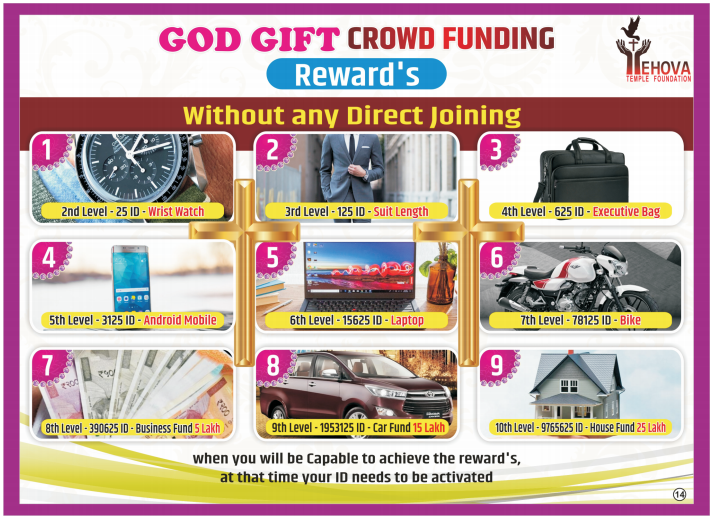 GOD GIFT CROWD FUNDING
Reward's
EHOVA
TEMPLE FOUNDATION
Without any Direct Joining
1
2nd Level - 25 ID - Wrist Watch
2
3rd Level - 125 ID - Suit Length
3
4th Level - 625 ID - Executive Bag
4
5th Level - 3125 ID - Android Mobile
5
6th Level - 15625 ID - Laptop
6
7th Level - 78125 ID - Bike
7
8th Level - 390625 ID - Business Fund 5 Lakh
8
9th Level - 1953125 ID - Car Fund 15 Lakh
9
10th Level - 9765625 ID - House Fund 25 Lakh
when you will be Capable to achieve the reward's,
at that time your ID needs to be activated
14